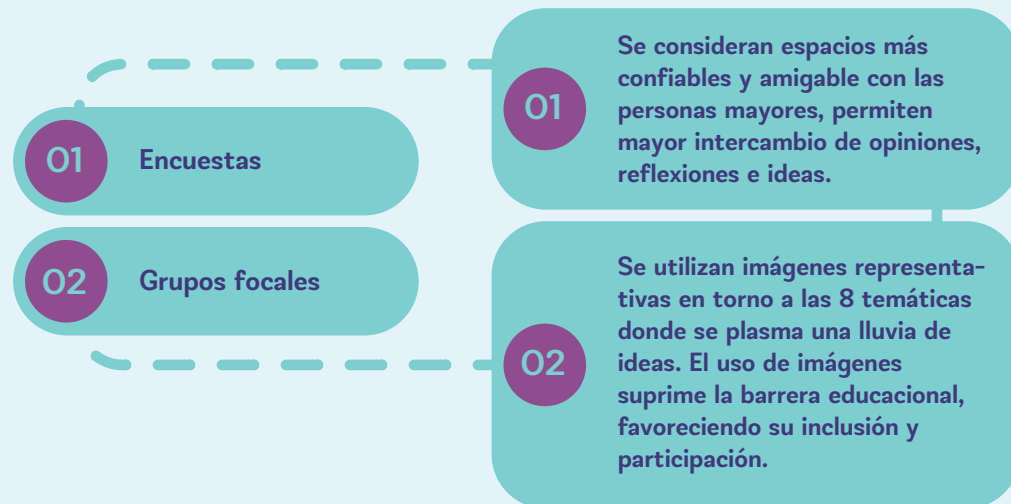 01
Encuestas
02
Grupos focales
01
Se consideran espacios más
confiables y amigable con las
personas mayores, permiten
mayor intercambio de opiniones,
reflexiones e ideas.
02
Se utilizan imágenes representa-
tivas en torno a las 8 temáticas
donde se plasma una lluvia de
ideas. El uso de imágenes
suprime la barrera educacional,
favoreciendo su inclusión y
participación.